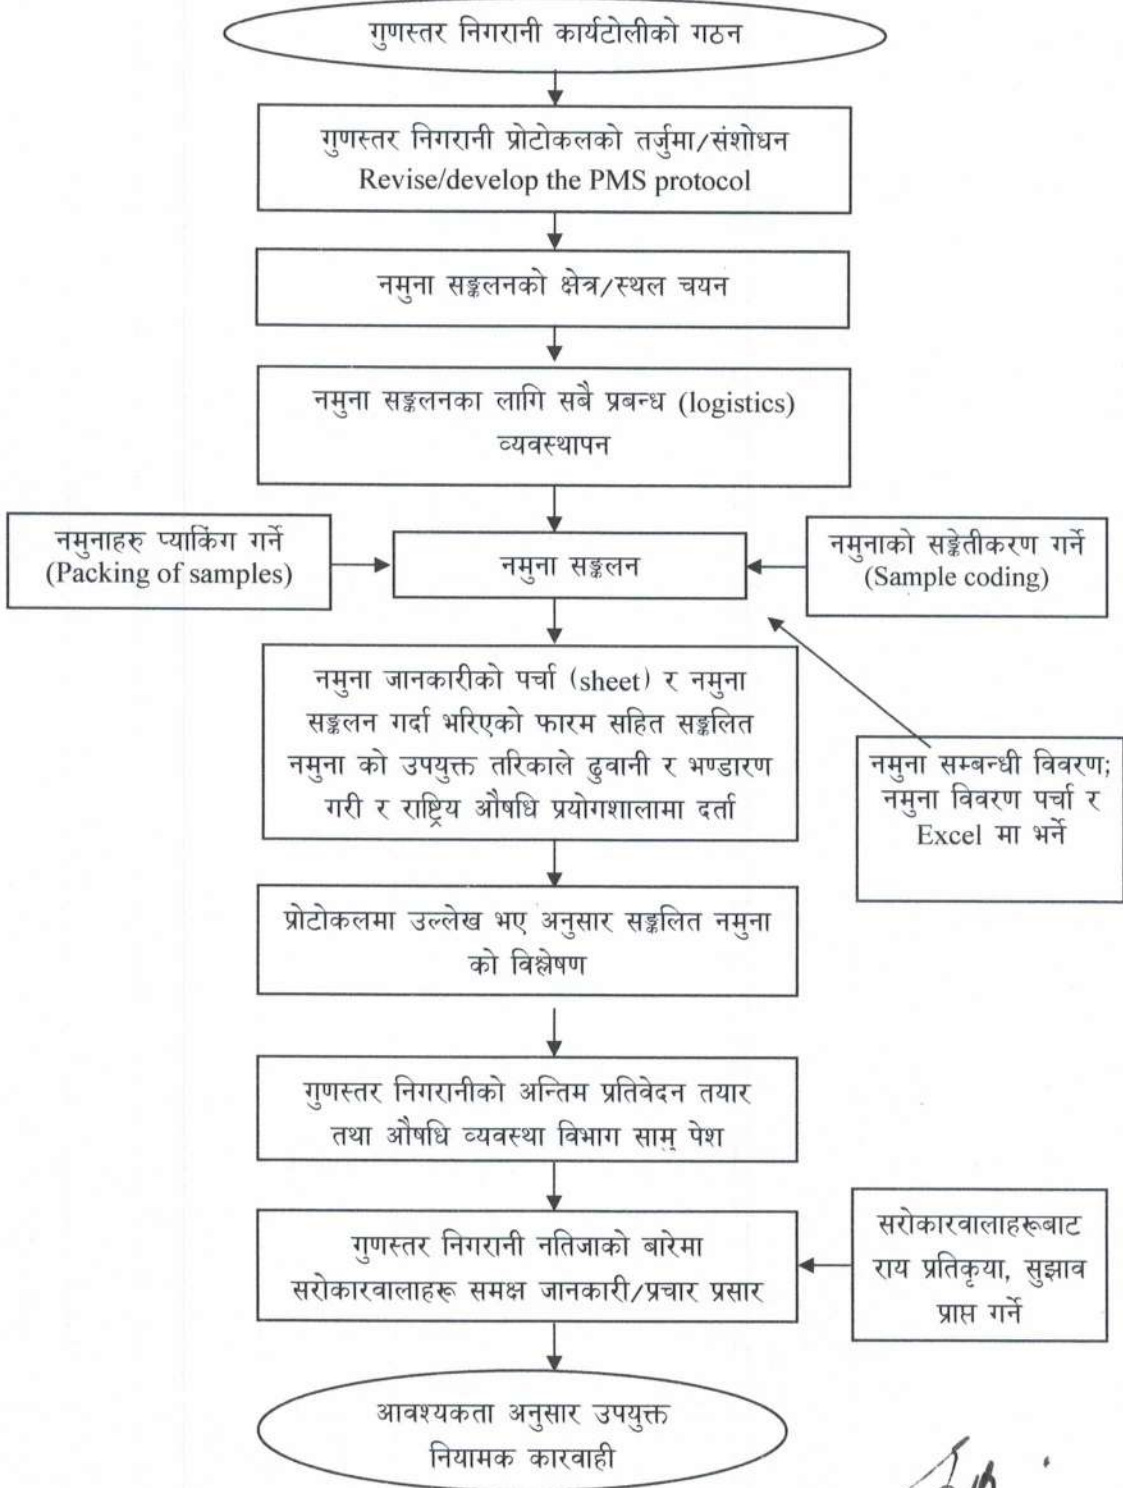 गुणस्तर निगरानी कार्यटोलीको गठन
गुणस्तर निगरानी प्रोटोकलको तर्जुमा/संशोधन
Revise/develop the PMS protocol
नमुना सङ्कलनको क्षेत्र/स्थल चयन
नमुना सङ्कलनका लागि सबै प्रबन्ध (logistics)
व्यवस्थापन
नमुनाहरु प्याकिंग गर्ने
(Packing of samples)
नमुना सङ्कलन
नमुनाको सङ्केतीकरण गर्ने
(Sample coding)
नमुना जानकारीको पर्चा (sheet) र नमुना
सङ्कलन गर्दा भरिएको फारम सहित सङ्कलित
नमुना को उपयुक्त तरिकाले ढुवानी र भण्डारण
गरी र राष्ट्रिय औषधि प्रयोगशालामा दर्ता
नमुना सम्बन्धी विवरण;
नमुना विवरण पर्चा र
Excel मा भर्ने
प्रोटोकलमा उल्लेख भए अनुसार सङ्कलित नमुना
को विश्लेषण
गुणस्तर निगरानीको अन्तिम प्रतिवेदन तयार
तथा औषधि व्यवस्था विभाग सामु पेश
गुणस्तर निगरानी नतिजाको बारेमा
सरोकारवालाहरू समक्ष जानकारी/प्रचार प्रसार
सरोकारवालाहरूबाट
राय प्रतिकृया, सुझाव
प्राप्त गर्ने
आवश्यकता अनुसार उपयुक्त
नियामक कारवाही